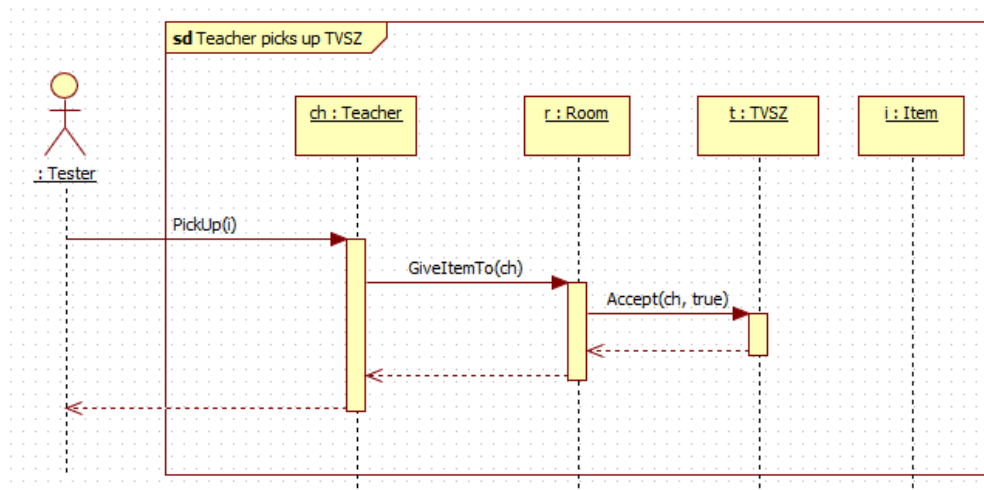 sd Teacher picks up TVSZ
: Tester
ch : Teacher
r : Room
t : TVSZ
i : Item
PickUp(i)
GiveItemTo(ch)
Accept(ch, true)